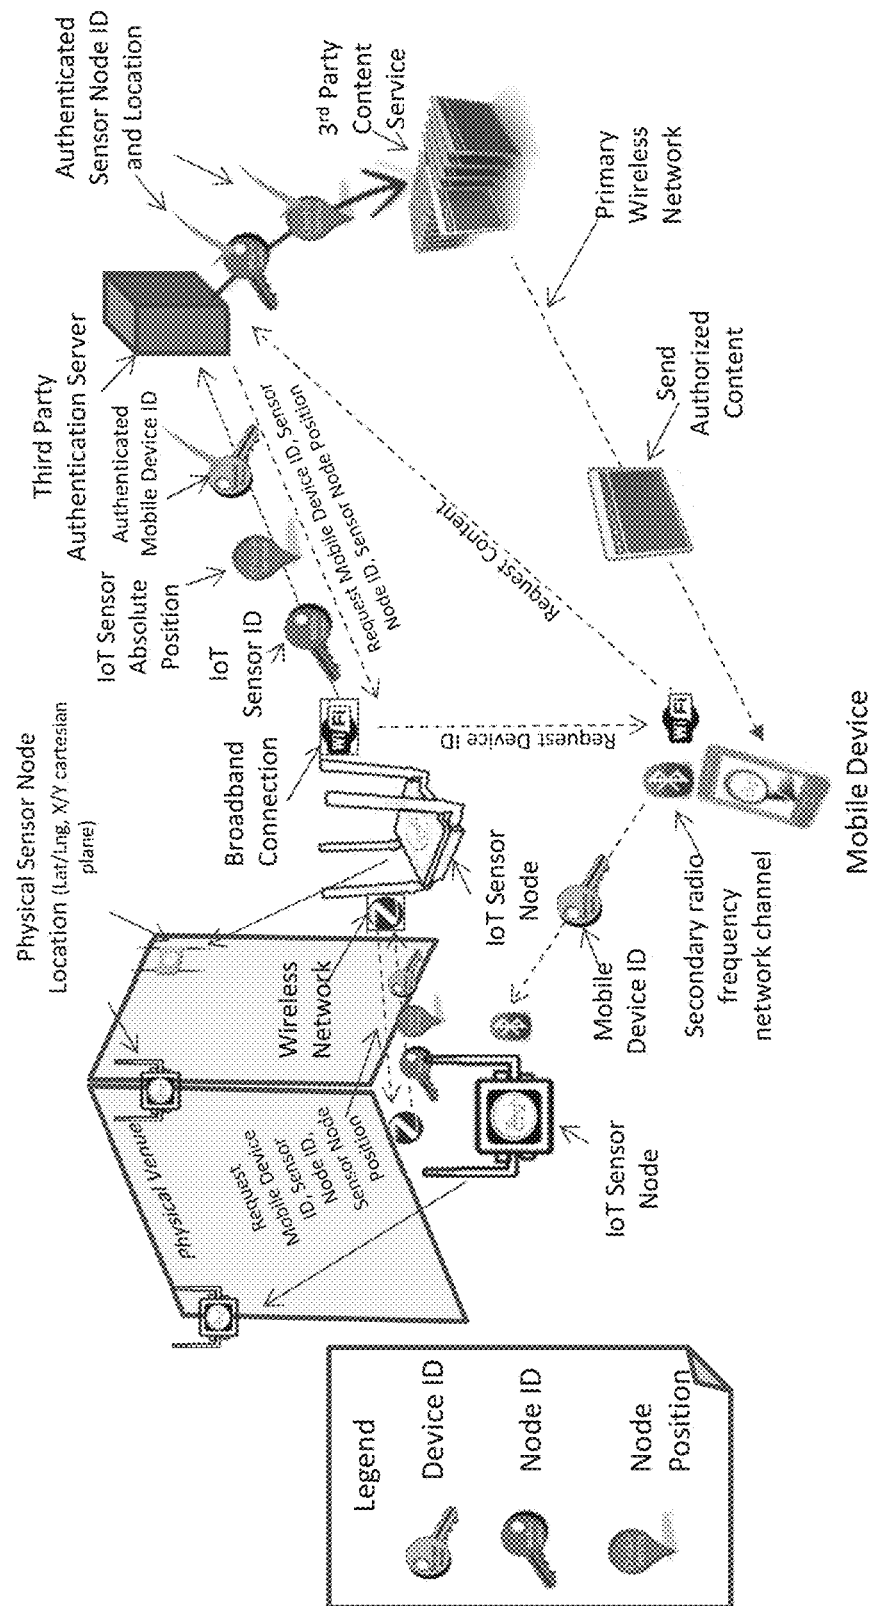 Physical Sensor Node
Location (Lat/Lng, X/Y cartesian
plane)
Physical Venue
Request
Mobile Device
ID, Sensor
Node ID,
Sensor Node
Position
Wireless
Network
Broadband
Connection
IoT Sensor
Node
IoT Sensor
Node
IoT
Sensor ID
IoT Sensor
Absolute
Position
Authenticated
Mobile Device ID
Third Party
Authentication Server
Authenticated
Sensor Node ID
and Location
3rd Party
Content
Service
Request Mobile Device ID, Sensor
Node ID, Sensor Node Position
Request Content
Request Device ID
Primary
Wireless
Network
Send
Authorized
Content
Mobile
Device ID
Secondary radio
frequency
network channel
Mobile Device
Fi
Fi
Legend
Device ID
Node ID
Node
Position